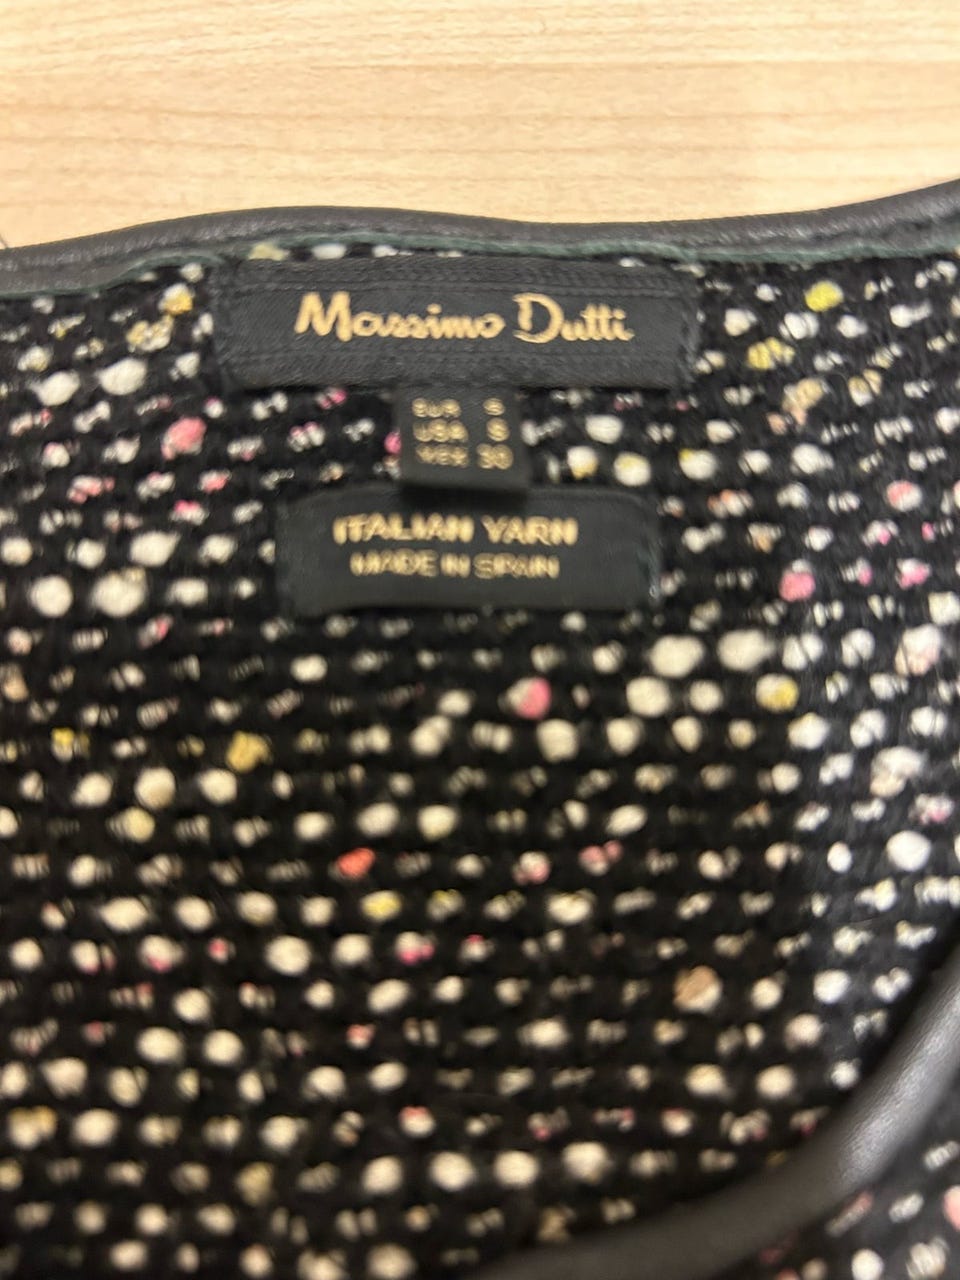 Massimo Dutti
EUR S
USA S
MEX 30
ITALIAN YARN
MADE IN SPAIN